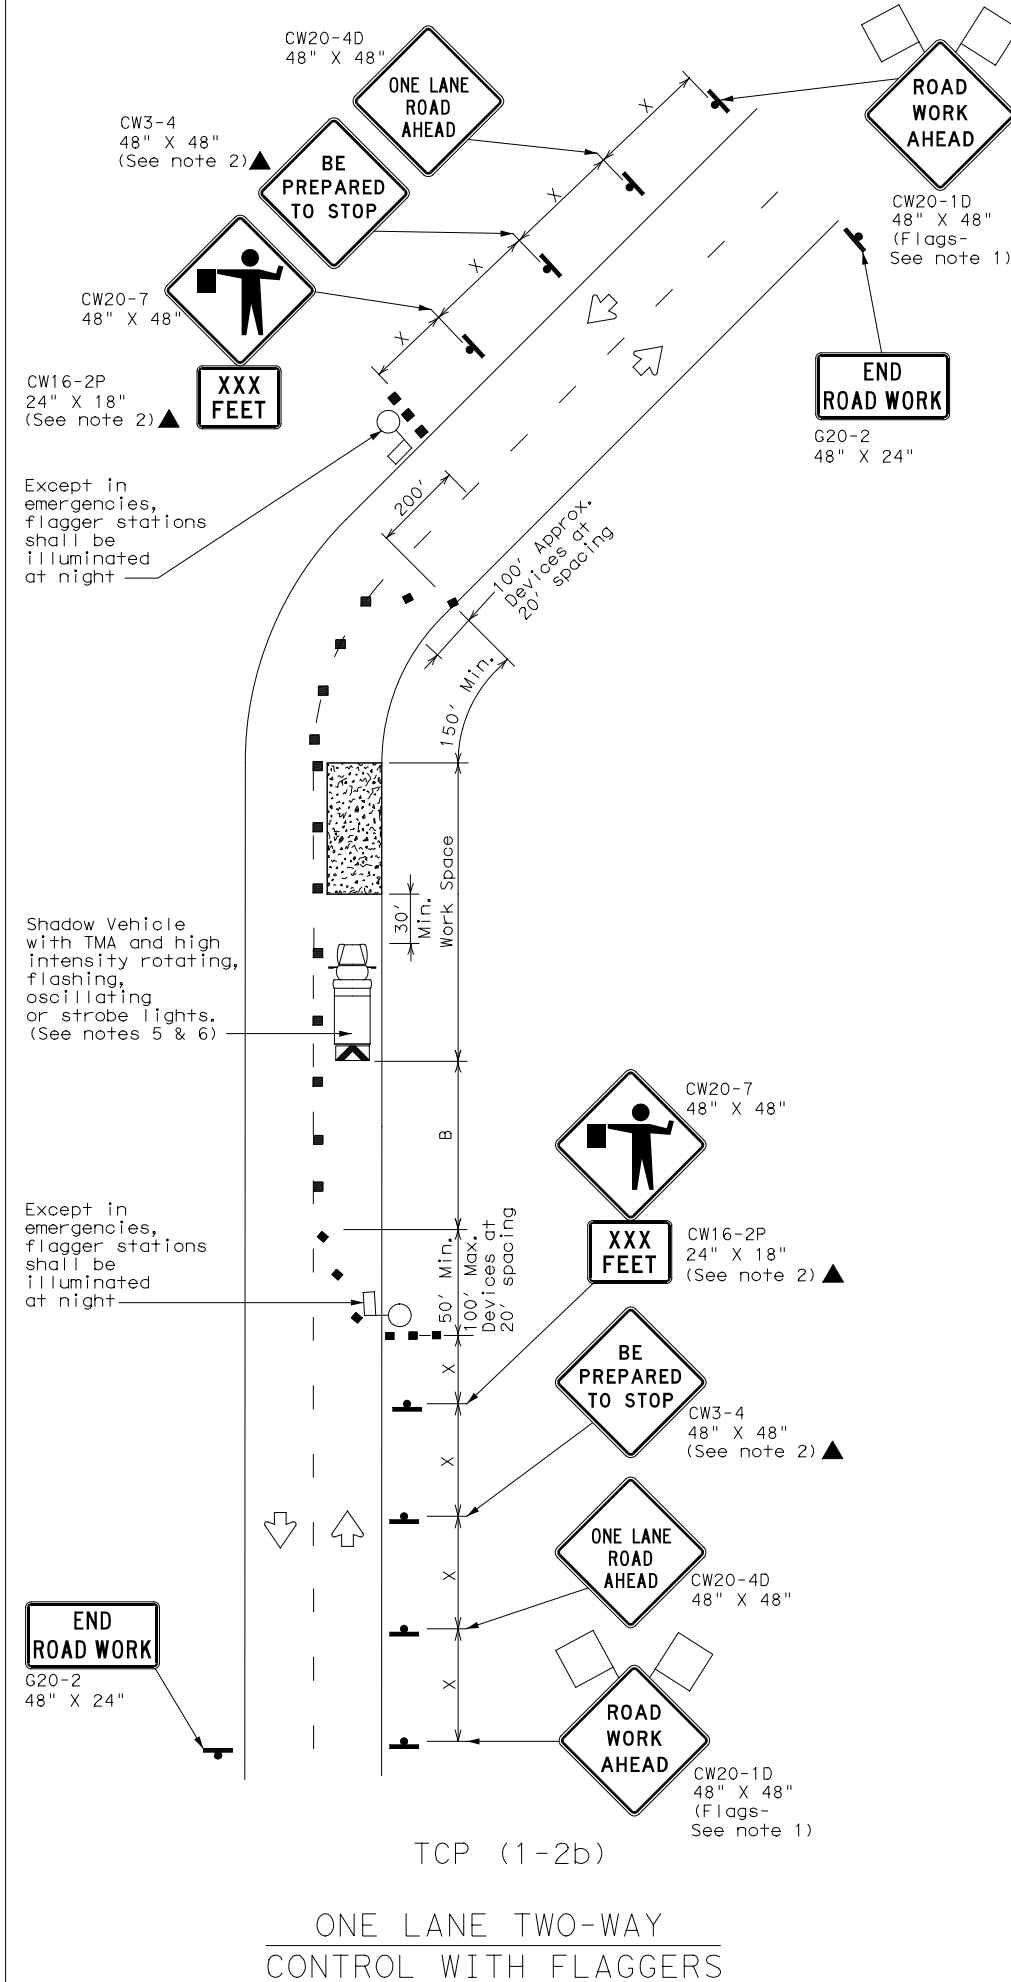 CW20-4D
48" X 48"
ONE LANE
ROAD
AHEAD
ROAD
WORK
AHEAD
CW3-4
48" X 48"
(See note 2)
BE
PREPARED
TO STOP
CW20-1D
48" X 48"
(Flags-
See note 1)
X
X
X
X
CW20-7
48" X 48"
CW16-2P
24" X 18"
(See note 2)
XXX
FEET
END
ROAD WORK
G20-2
48" X 24"
Except in
emergencies,
flagger stations
shall be
illuminated
at night
200'
100' Approx.
Devices at
20' spacing
150' Min.
Work Space
30'
Min.
Shadow Vehicle
with TMA and high
intensity rotating,
flashing,
oscillating
or strobe lights.
(See notes 5 & 6)
B
CW20-7
48" X 48"
XXX
FEET
CW16-2P
24" X 18"
(See note 2)
Except in
emergencies,
flagger stations
shall be
illuminated
at night
50' Min.
100' Max.
Devices at
20' spacing
X
BE
PREPARED
TO STOP
CW3-4
48" X 48"
(See note 2)
X
ONE LANE
ROAD
AHEAD
CW20-4D
48" X 48"
X
END
ROAD WORK
G20-2
48" X 24"
X
ROAD
WORK
AHEAD
CW20-1D
48" X 48"
(Flags-
See note 1)
TCP (1-2b)
ONE LANE TWO-WAY
CONTROL WITH FLAGGERS